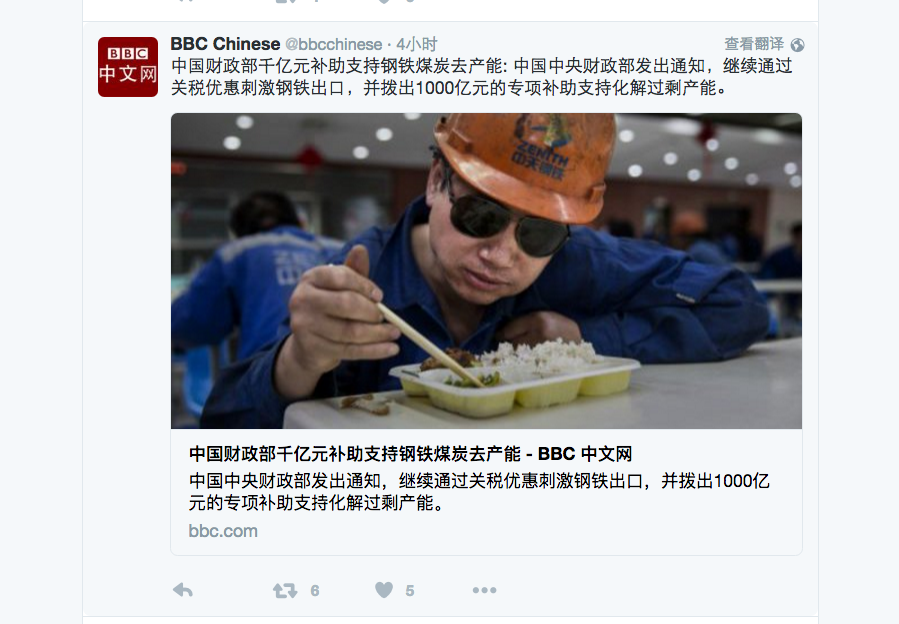 BBC
中文网
BBC Chinese @bbcchinese · 4小时
查看翻译
中国财政部千亿元补助支持钢铁煤炭去产能: 中国中央财政部发出通知，继续通过
关税优惠刺激钢铁出口，并拨出1000亿元的专项补助支持化解过剩产能。
ZENITH
中天钢铁
中国财政部千亿元补助支持钢铁煤炭去产能 - BBC 中文网
中国中央财政部发出通知，继续通过关税优惠刺激钢铁出口，并拨出1000亿
元的专项补助支持化解过剩产能。
bbc.com
6
5